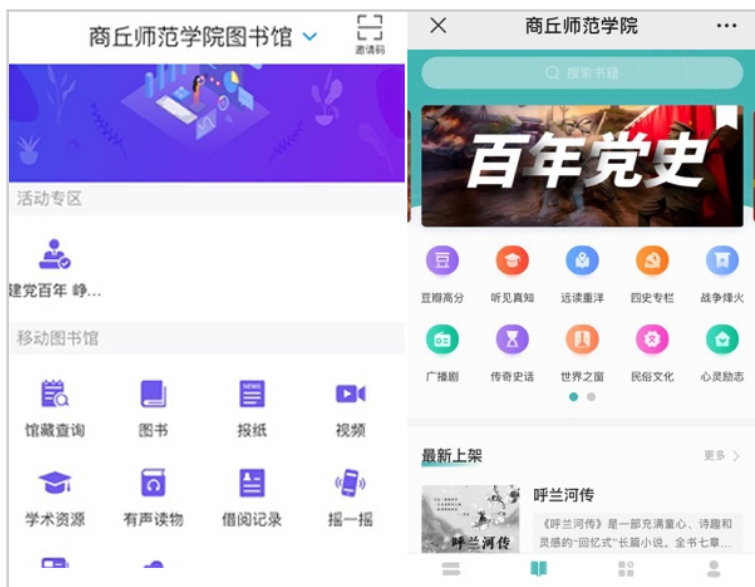 商丘师范学院图书馆
邀请码
活动专区
建党百年 峥...
移动图书馆
馆藏查询 图书 报纸 视频
NEWS
学术资源 有声读物 借阅记录 摇一摇
商丘师范学院
搜索书籍
百年党史
豆
豆瓣高分 听见真知 远读重洋 四史专栏 战争烽火
广播剧 传奇史话 世界之窗 民俗文化 心灵励志
最新上架 更多
呼兰河传
呼兰河传
《呼兰河传》是一部充满童心、诗趣和
灵感的“回忆式”长篇小说。全书七章...